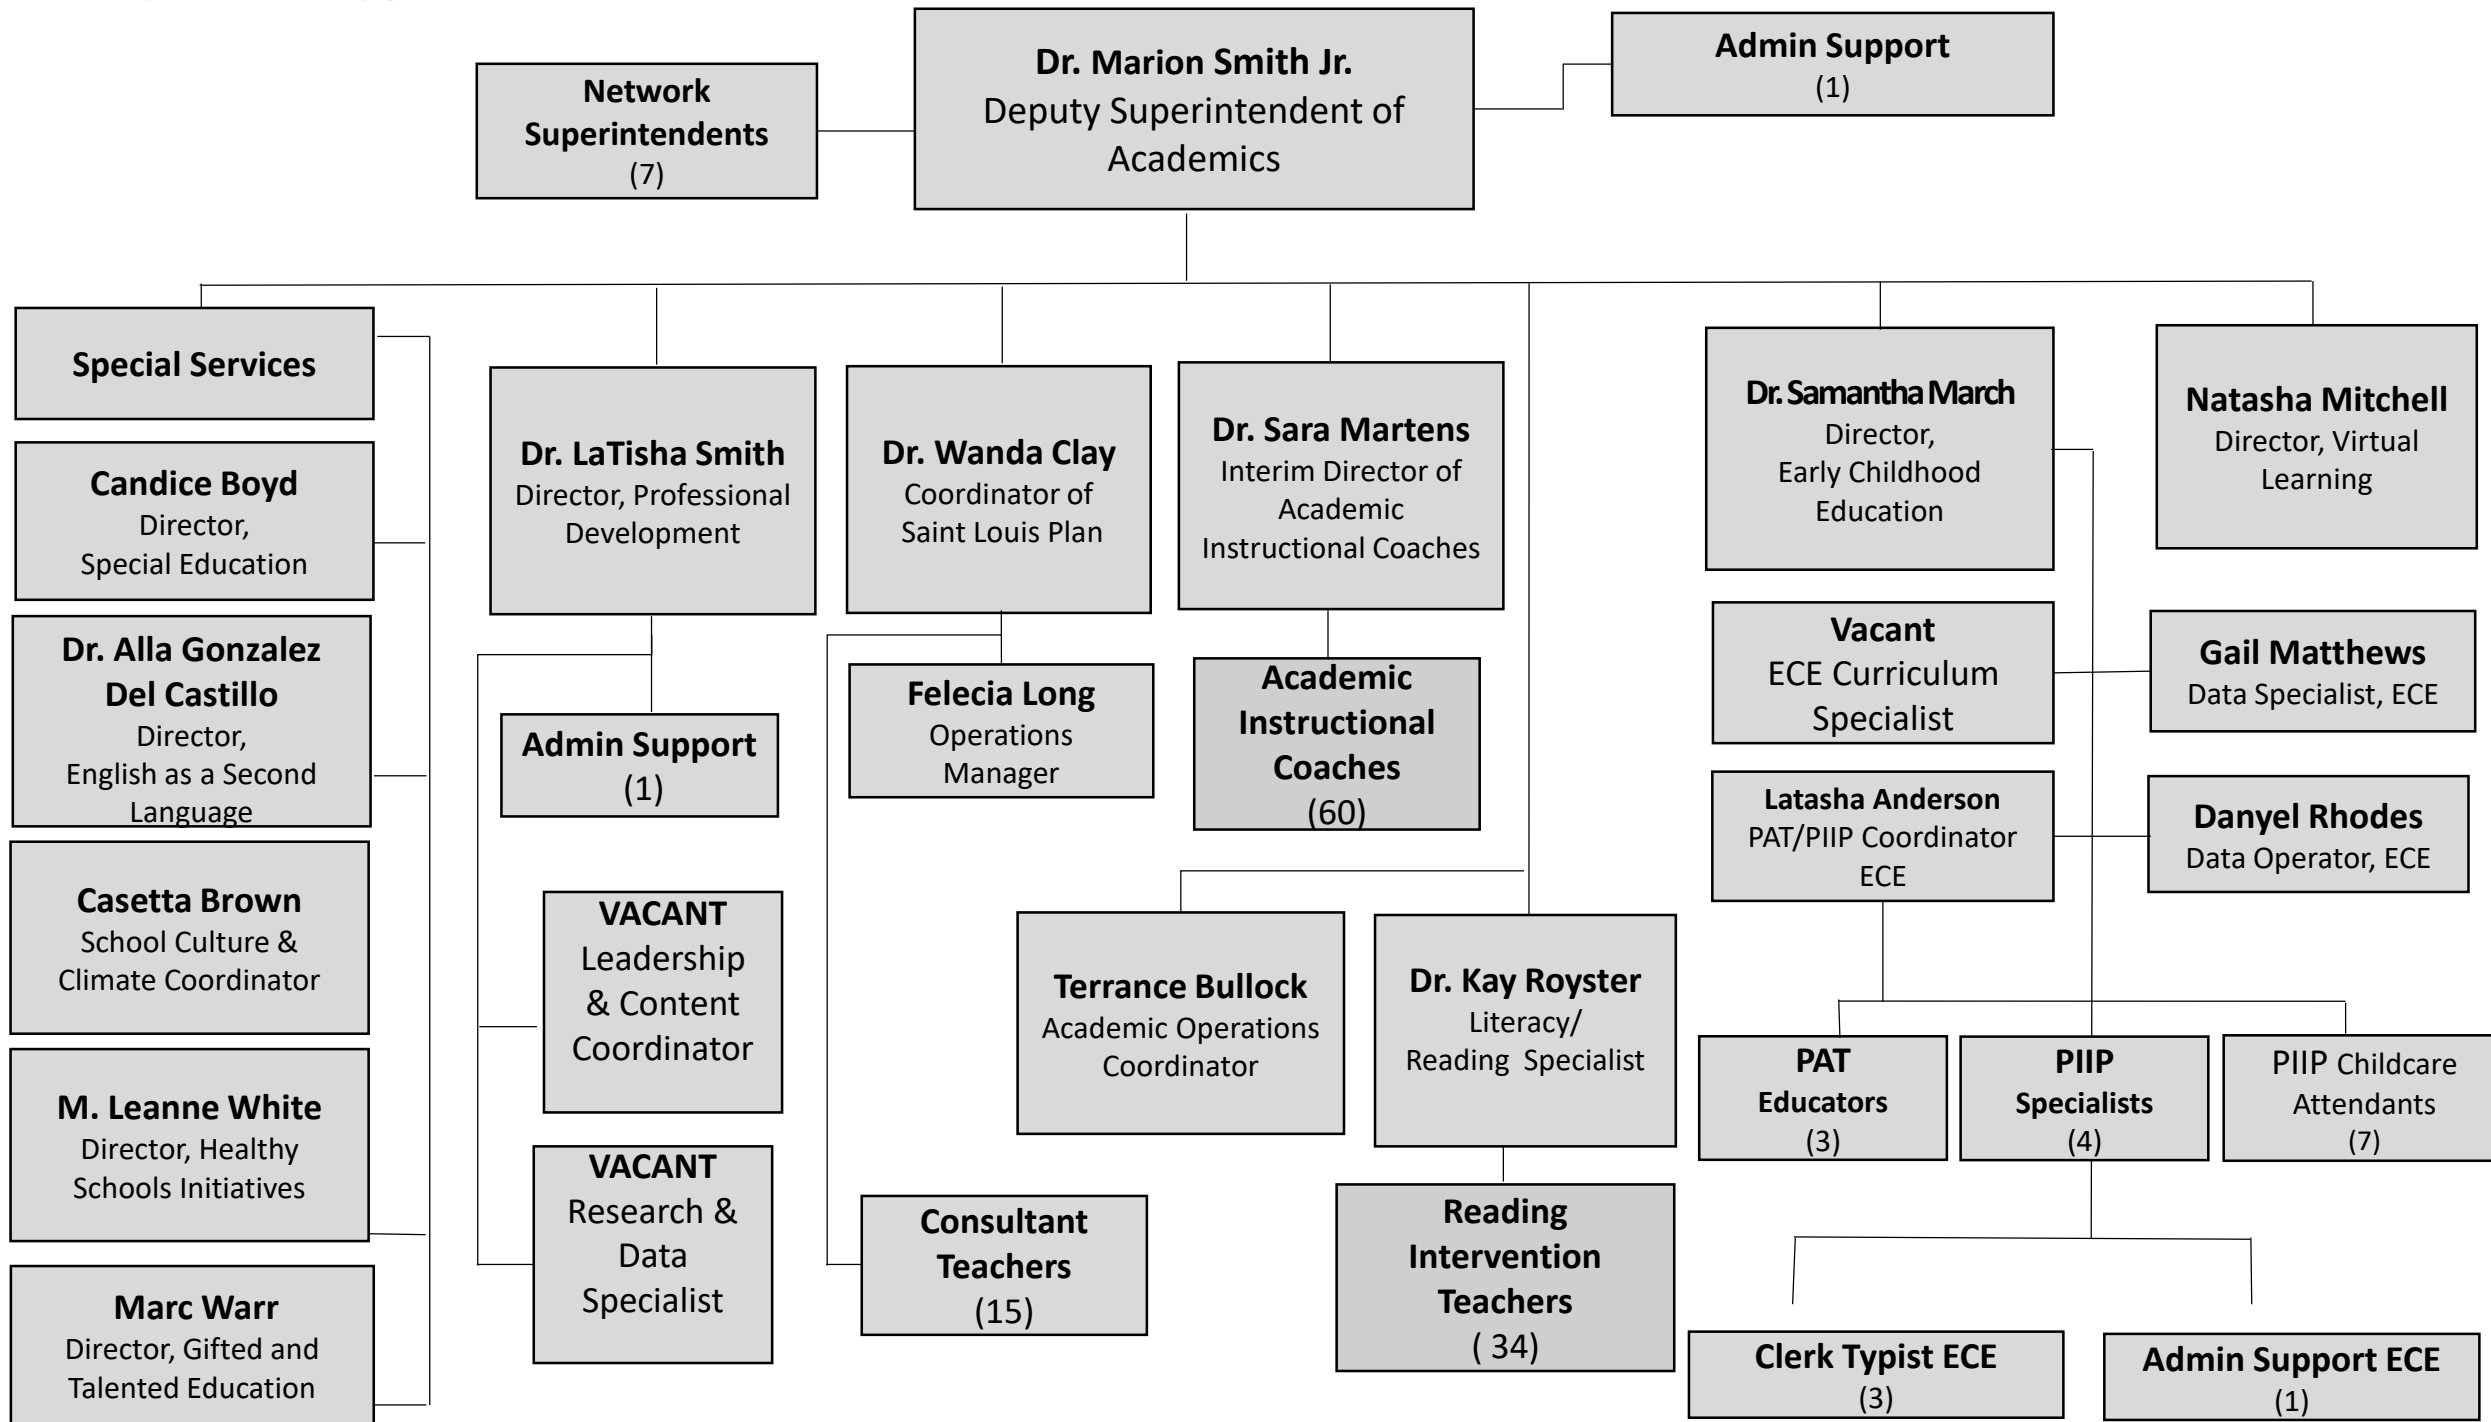 Network
Superintendents
(7)
Dr. Marion Smith Jr.
Deputy Superintendent of
Academics
Admin Support
(1)
Special Services
Candice Boyd
Director,
Special Education
Dr. Alla Gonzalez
Del Castillo
Director,
English as a Second
Language
Casetta Brown
School Culture &
Climate Coordinator
M. Leanne White
Director, Healthy
Schools Initiatives
Marc Warr
Director, Gifted and
Talented Education
Dr. LaTisha Smith
Director, Professional
Development
Admin Support
(1)
VACANT
Leadership
& Content
Coordinator
VACANT
Research &
Data
Specialist
Dr. Wanda Clay
Coordinator of
Saint Louis Plan
Felecia Long
Operations
Manager
Consultant
Teachers
(15)
Dr. Sara Martens
Interim Director of
Academic
Instructional Coaches
Academic
Instructional
Coaches
(60)
Terrance Bullock
Academic Operations
Coordinator
Dr. Kay Royster
Literacy/
Reading Specialist
Reading
Intervention
Teachers
( 34)
Dr. Samantha March
Director,
Early Childhood
Education
Vacant
ECE Curriculum
Specialist
Latasha Anderson
PAT/PIIP Coordinator
ECE
Natasha Mitchell
Director, Virtual
Learning
Gail Matthews
Data Specialist, ECE
Danyel Rhodes
Data Operator, ECE
PAT
Educators
(3)
PIIP
Specialists
(4)
PIIP Childcare
Attendants
(7)
Clerk Typist ECE
(3)
Admin Support ECE
(1)